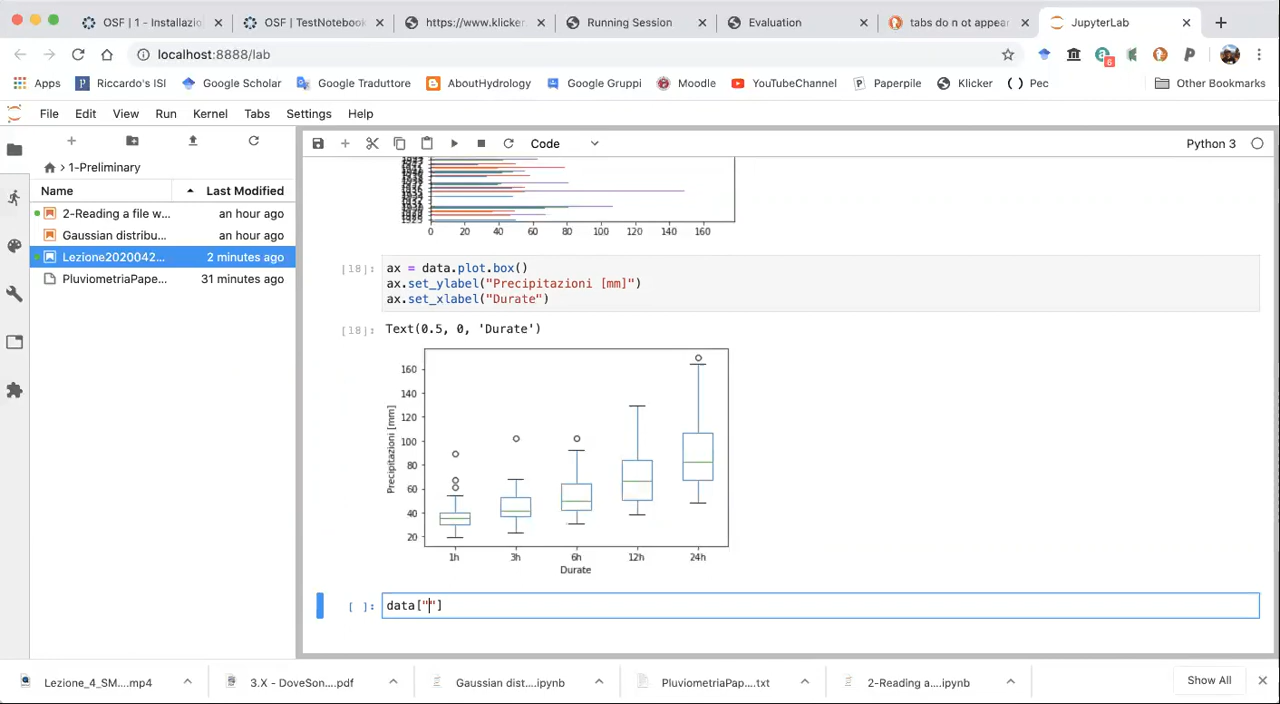 OSF | 1 - Installazio
OSF | TestNotebook
https://www.klicker.
Running Session
Evaluation
tabs do n ot appea
JupyterLab
localhost:8888/lab
6
Apps
Riccardo's ISI
Google Scholar
Google Traduttore
AboutHydrology
Google Gruppi
Moodle
YouTubeChannel
Paperpile
Klicker
Pec
Other Bookmarks
File Edit View Run Kernel Tabs Settings Help
Code
Python 3
> 1-Preliminary
Name
Last Modified
2-Reading a file w... an hour ago
Gaussian distribu... an hour ago
Lezione2020042... 2 minutes ago
PluviometriaPape... 31 minutes ago
0 20 40 60 80 100 120 140 160
[18]:
ax = data.plot.box()
ax.set_ylabel("Precipitazioni [mm]")
ax.set_xlabel("Durate")
[18]:
Text(0.5, 0, 'Durate')
160
140
120
100
80
60
40
20
Precipitazioni [mm]
1h 3h 6h 12h 24h
Durate
[ ]:
data[""]
Lezione_4_SM....mp4
3.X - DoveSon....pdf
Gaussian dist....ipynb
PluviometriaPap....txt
2-Reading a....ipynb
Show All